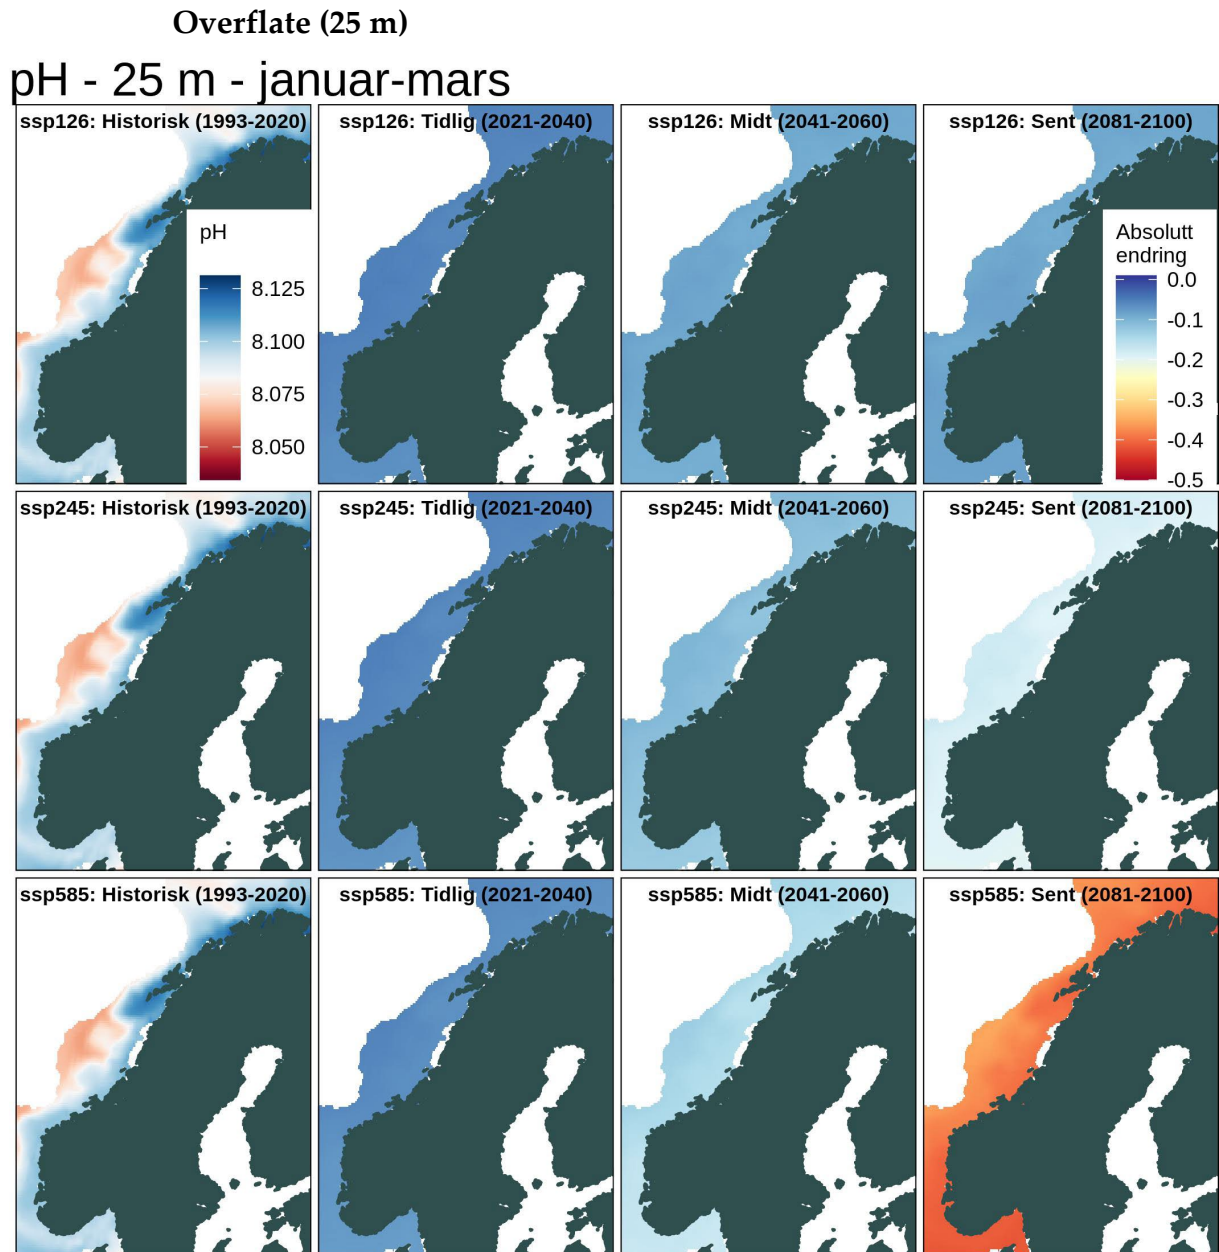 Overflate (25 m)
pH - 25 m - januar-mars
ssp126: Historisk (1993-2020)
ssp126: Tidlig (2021-2040)
ssp126: Midt (2041-2060)
ssp126: Sent (2081-2100)
pH
8.125
8.100
8.075
8.050
Absolutt
endring
0.0
-0.1
-0.2
-0.3
-0.4
-0.5
ssp245: Historisk (1993-2020)
ssp245: Tidlig (2021-2040)
ssp245: Midt (2041-2060)
ssp245: Sent (2081-2100)
ssp585: Historisk (1993-2020)
ssp585: Tidlig (2021-2040)
ssp585: Midt (2041-2060)
ssp585: Sent (2081-2100)